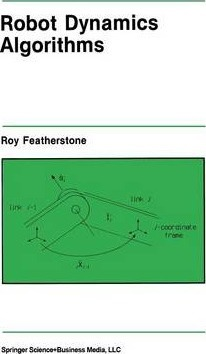 Robot Dynamics
Algorithms
Roy Featherstone
link i-1
link i
i-coordinate
frame
Springer Science+Business Media, LLC